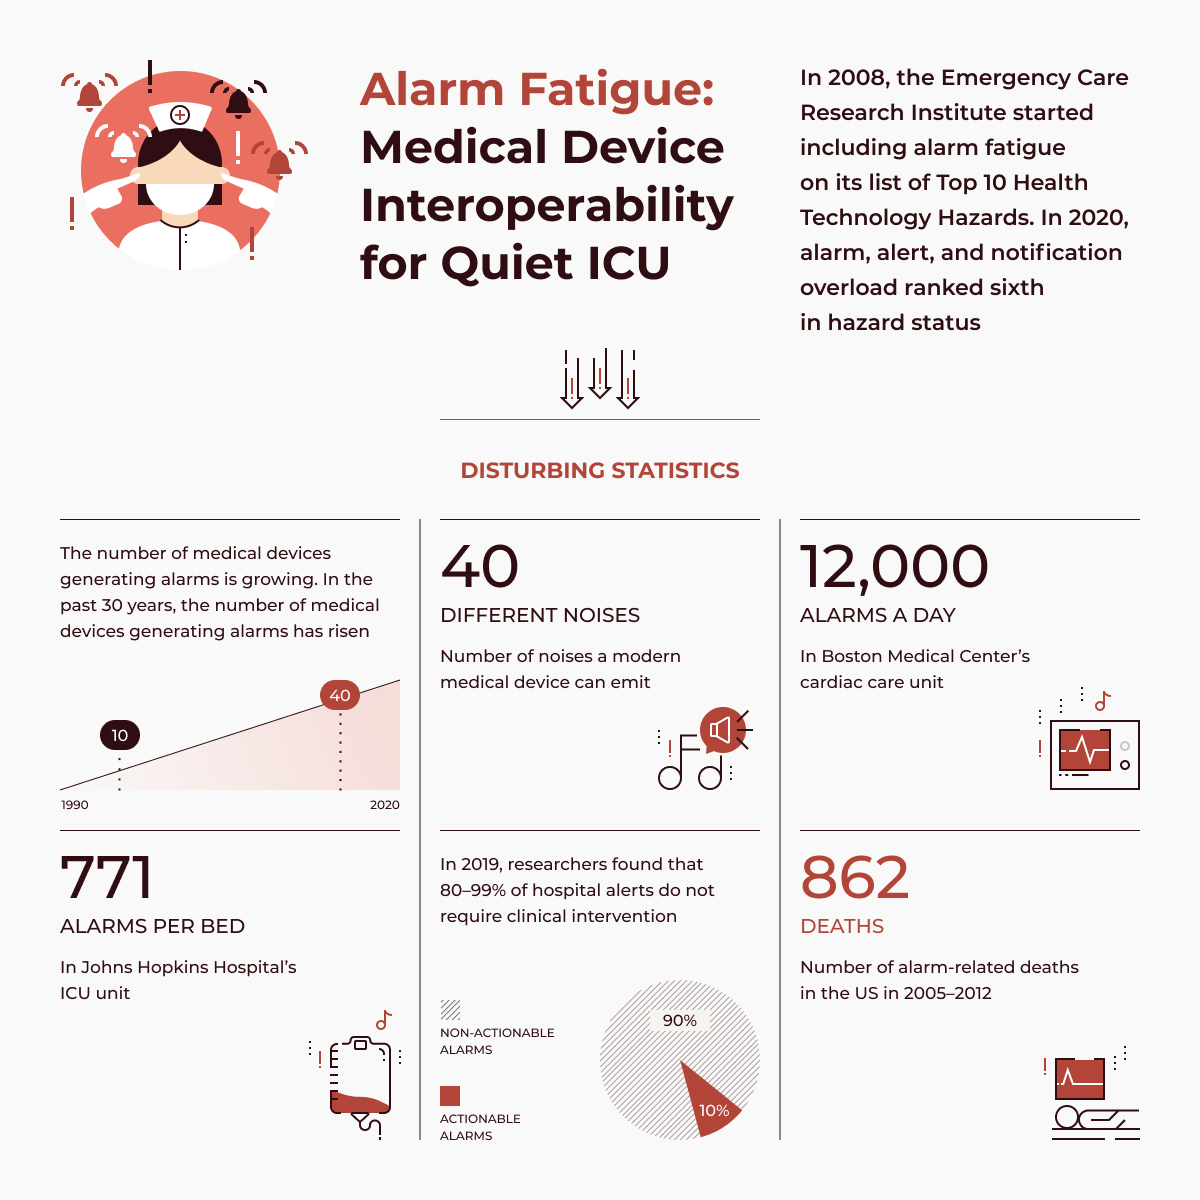 Alarm Fatigue:
Medical Device
Interoperability
for Quiet ICU
In 2008, the Emergency Care
Research Institute started
including alarm fatigue
on its list of Top 10 Health
Technology Hazards. In 2020,
alarm, alert, and notification
overload ranked sixth
in hazard status
DISTURBING STATISTICS
The number of medical devices
generating alarms is growing. In the
past 30 years, the number of medical
devices generating alarms has risen
10
40
1990
2020
40
DIFFERENT NOISES
Number of noises a modern
medical device can emit
12,000
ALARMS A DAY
In Boston Medical Center’s
cardiac care unit
771
ALARMS PER BED
In Johns Hopkins Hospital’s
ICU unit
In 2019, researchers found that
80–99% of hospital alerts do not
require clinical intervention
NON-ACTIONABLE
ALARMS
ACTIONABLE
ALARMS
90%
10%
862
DEATHS
Number of alarm-related deaths
in the US in 2005–2012